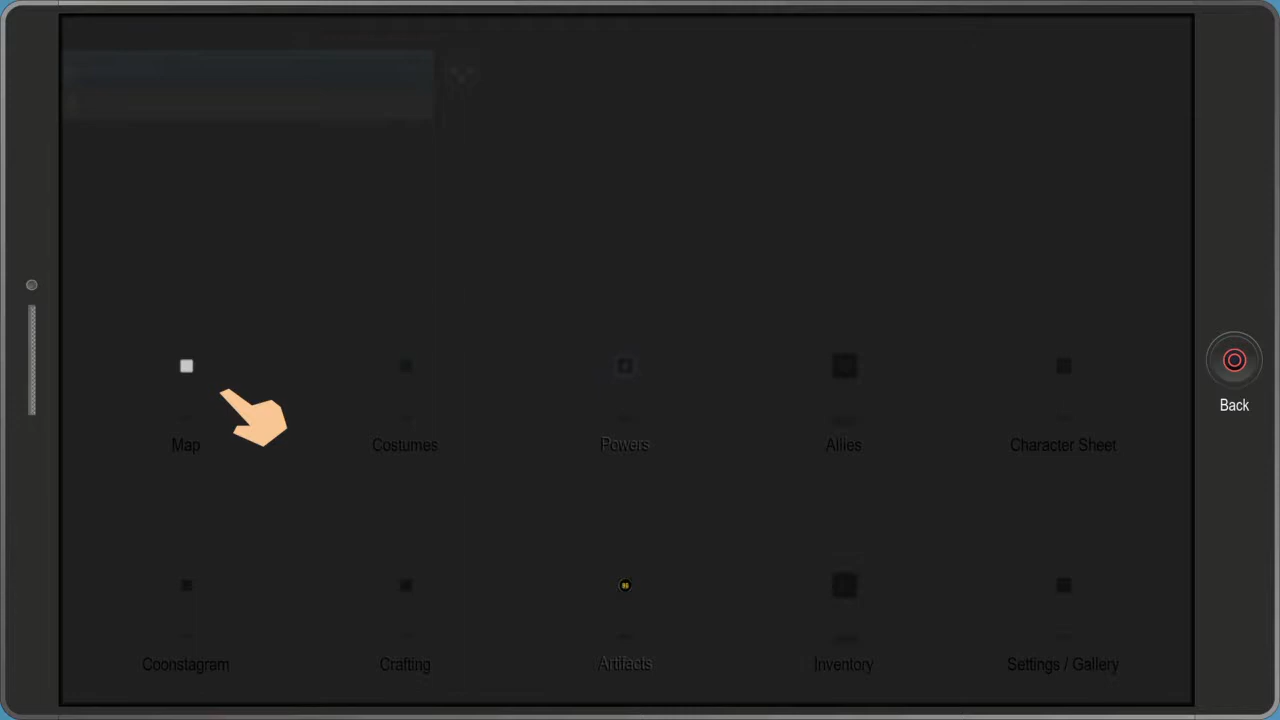 Back
Map
Costumes
Powers
Allies
Character Sheet
Coonstagram
Crafting
Artifacts
Inventory
Settings / Gallery